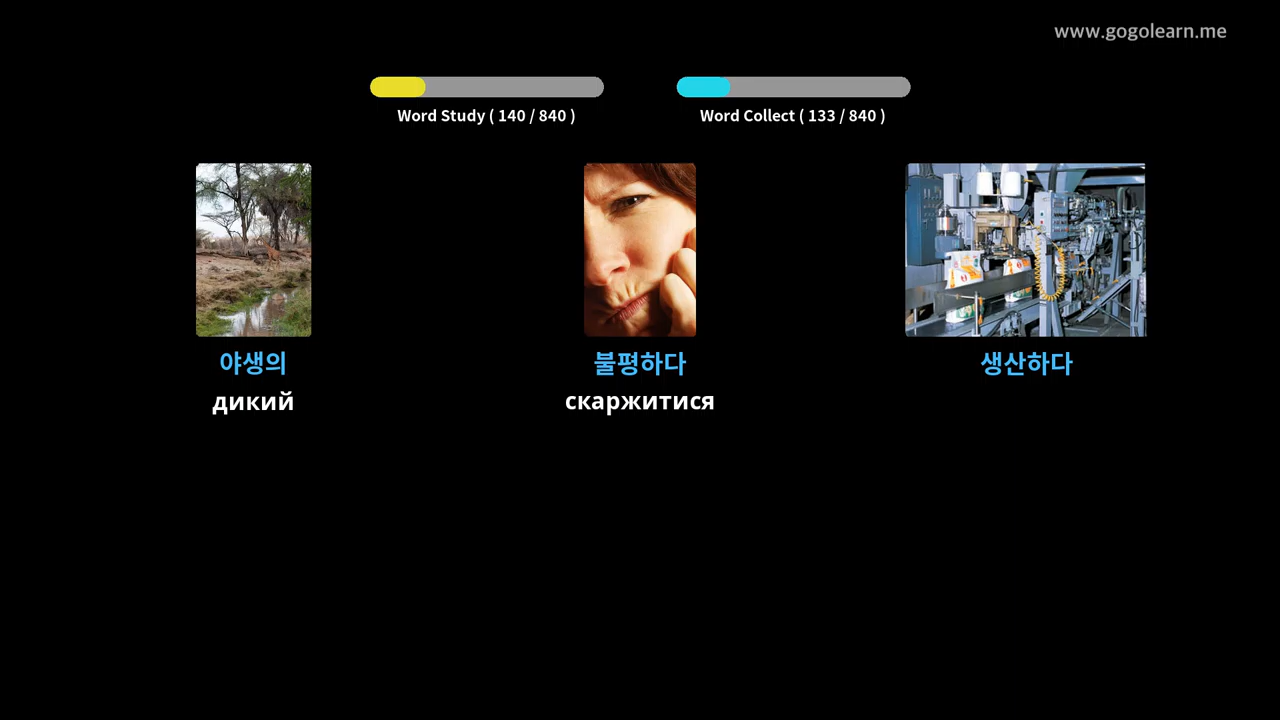 www.gogolearn.me
Word Study ( 140 / 840 )
Word Collect ( 133 / 840 )
야생의
불평하다
생산하다
дикий
скаржитися